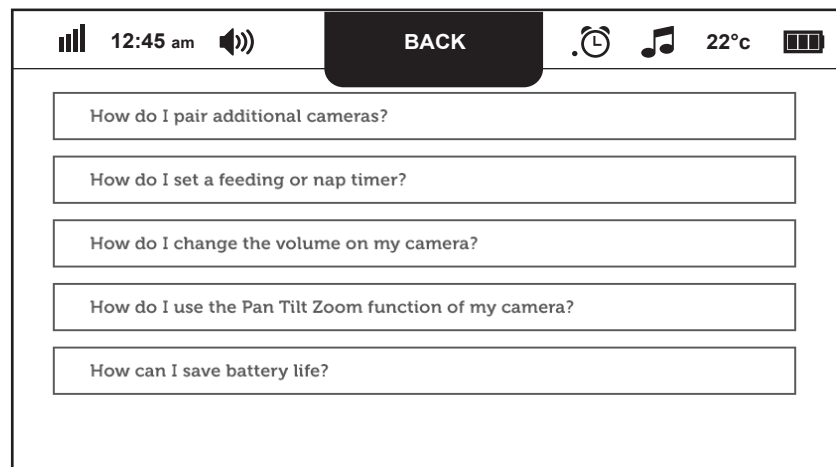 12:45 am BACK 22°c
How do I pair additional cameras?
How do I set a feeding or nap timer?
How do I change the volume on my camera?
How do I use the Pan Tilt Zoom function of my camera?
How can I save battery life?